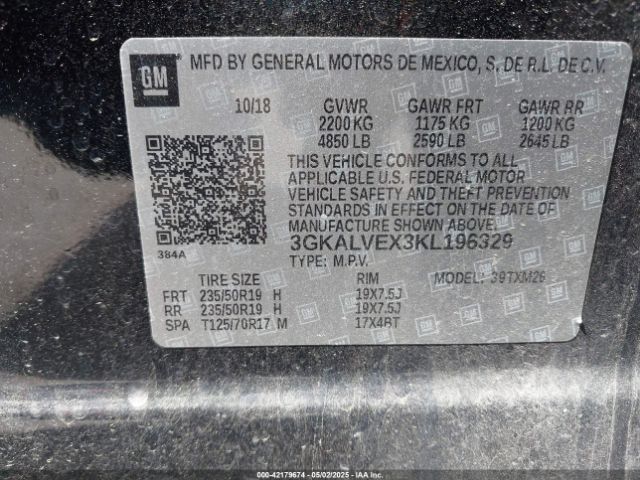 GM
MFD BY GENERAL MOTORS DE MEXICO, S. DE R.L. DE C.V.
10/18 GVWR GAWR FRT GAWR RR
2200 KG 1175 KG 1200 KG
4850 LB 2590 LB 2645 LB
THIS VEHICLE CONFORMS TO ALL
APPLICABLE U.S. FEDERAL MOTOR
VEHICLE SAFETY AND THEFT PREVENTION
STANDARDS IN EFFECT ON THE DATE OF
MANUFACTURE SHOWN ABOVE.
3GKALVEX3KL196329
384A
TYPE: M.P.V.
TIRE SIZE RIM MODEL: 39TXM26
FRT 235/50R19 H 19X7.5J
RR 235/50R19 H 19X7.5J
SPA T125/70R17 M 17X4BT
000-42179674 - 05/02/2025 - IAAI.COM